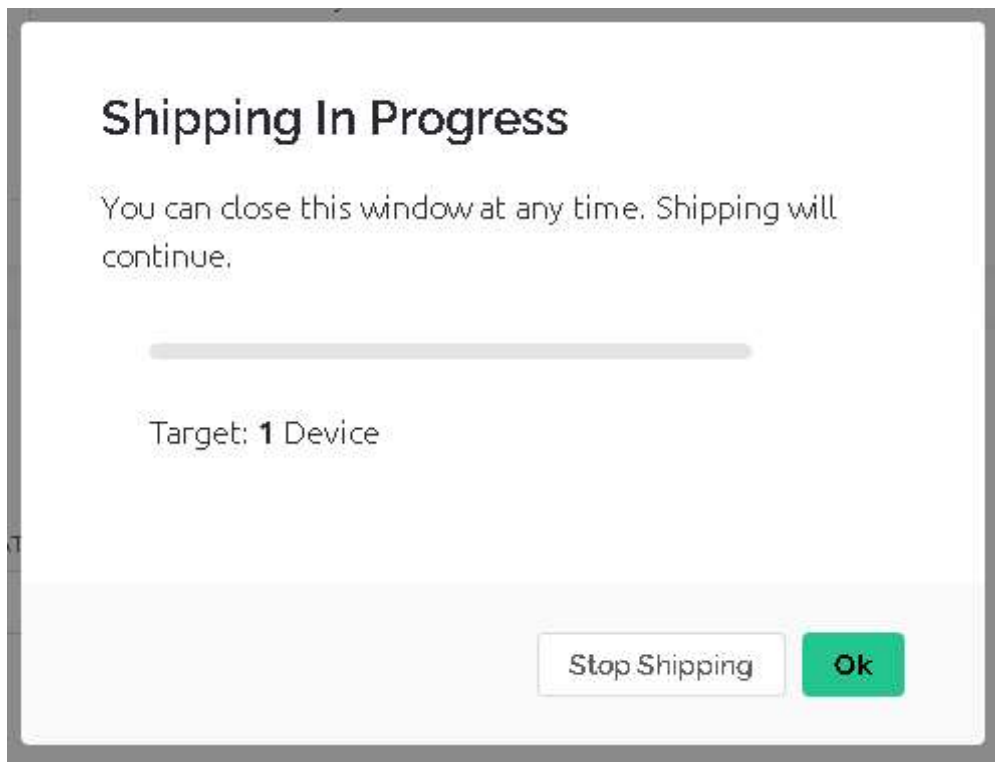 Shipping In Progress
You can close this window at any time. Shipping will
continue.
Target: 1 Device
Stop Shipping
Ok